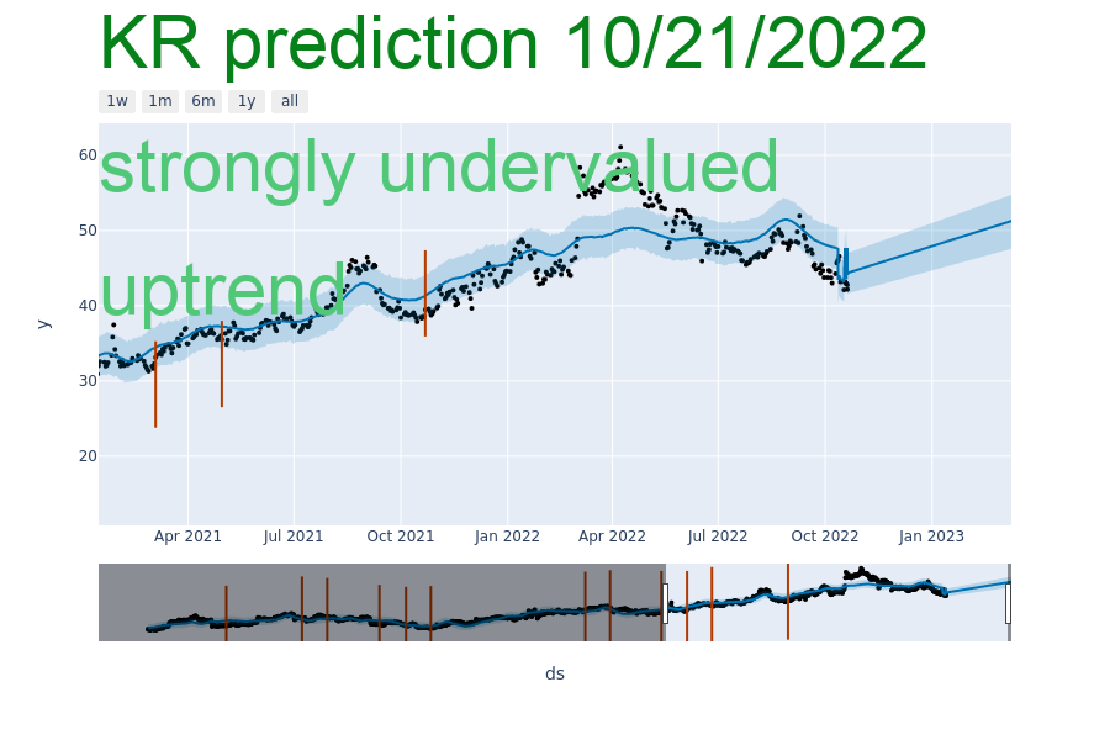 KR prediction 10/21/2022
1w 1m 6m 1y all
strongly undervalued
uptrend
60
50
40
30
20
y
Apr 2021 Jul 2021 Oct 2021 Jan 2022 Apr 2022 Jul 2022 Oct 2022 Jan 2023
ds